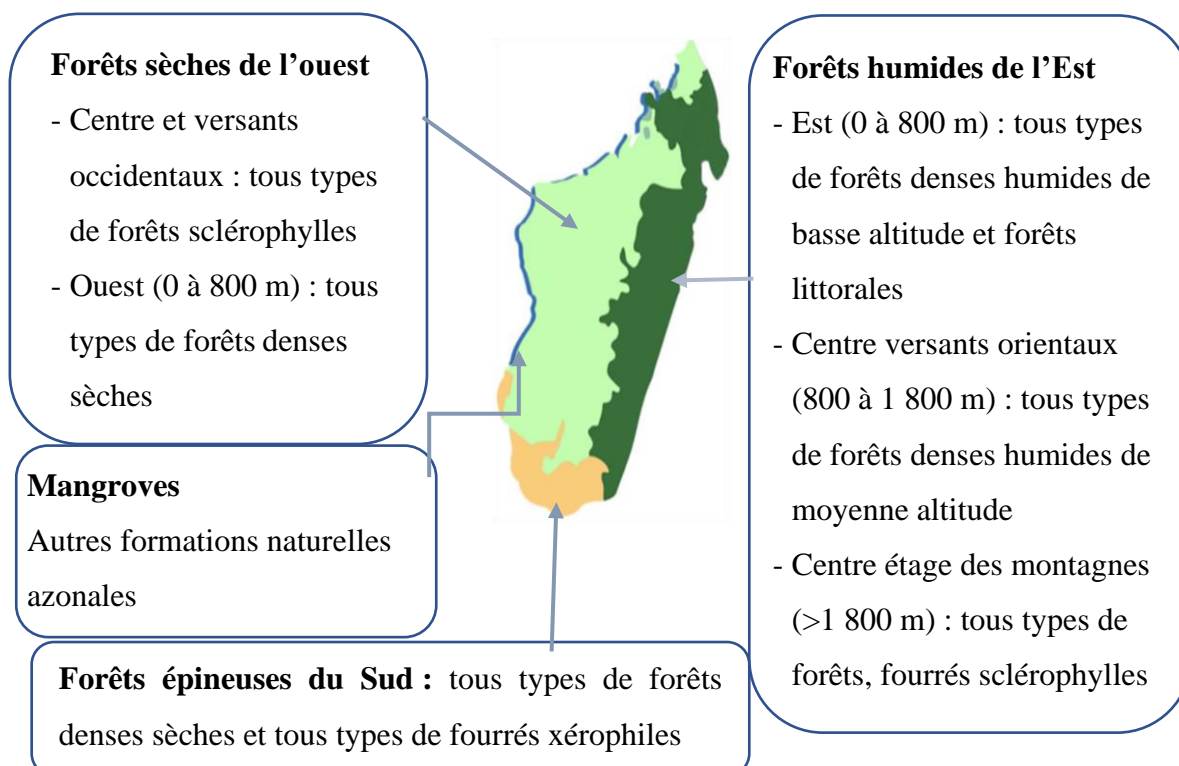 Forêts sèches de l’ouest
- Centre et versants
occidentaux : tous types
de forêts sclérophylles
- Ouest (0 à 800 m) : tous
types de forêts denses
sèches
Mangroves
Autres formations naturelles
azonales
Forêts épineuses du Sud : tous types de forêts
denses sèches et tous types de fourrés xérophiles
Forêts humides de l’Est
- Est (0 à 800 m) : tous types
de forêts denses humides de
basse altitude et forêts
littorales
- Centre versants orientaux
(800 à 1 800 m) : tous types
de forêts denses humides de
moyenne altitude
- Centre étage des montagnes
(>1 800 m) : tous types de
forêts, fourrés sclérophylles